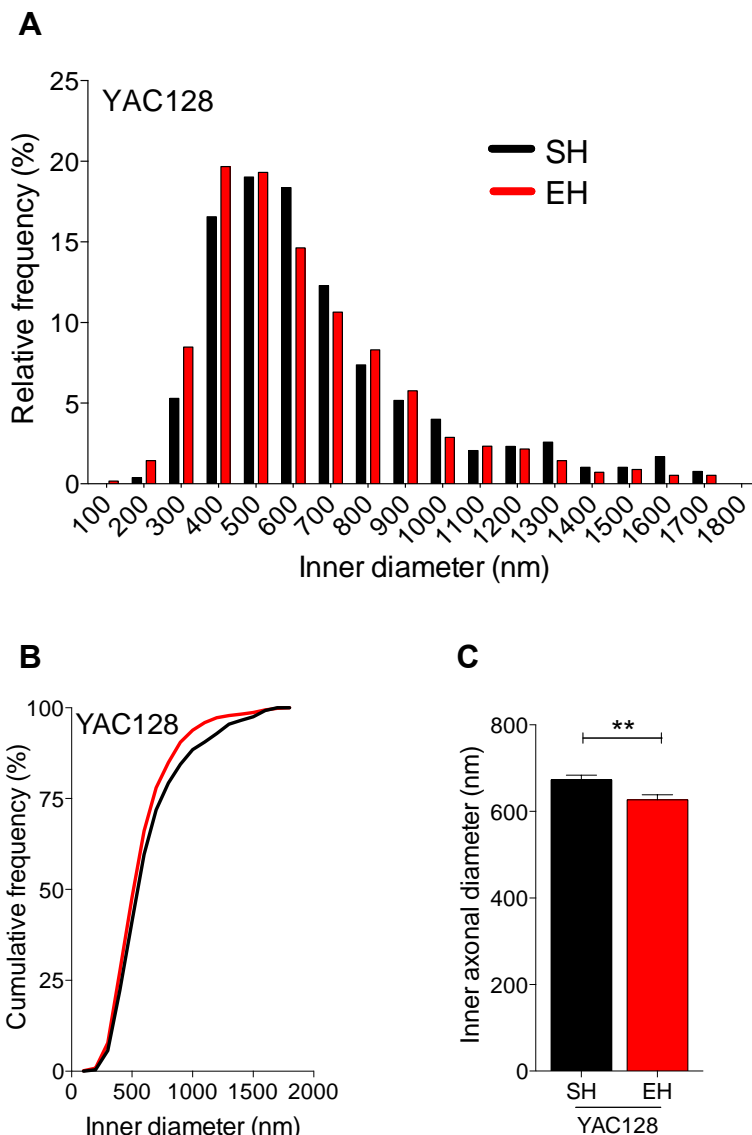 A
YAC128
SH
EH
Relative frequency (%)
25
20
15
10
5
0
100 200 300 400 500 600 700 800 900 1000 1100 1200 1300 1400 1500 1600 1700 1800
Inner diameter (nm)
B
YAC128
Cumulative frequency (%)
100
75
50
25
0
0 500 1000 1500 2000
Inner diameter (nm)
C
**
Inner axonal diameter (nm)
800
600
400
200
0
SH EH
YAC128